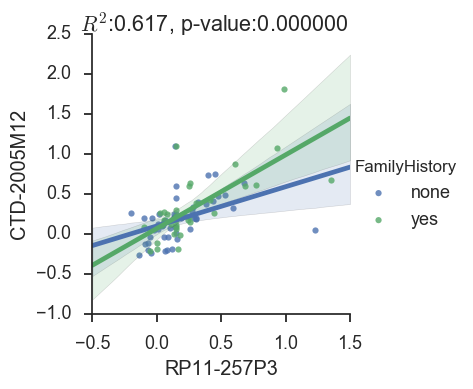 R²:0.617, p-value:0.000000
2.5
2.0
1.5
1.0
0.5
0.0
−0.5
−1.0
CTD-2005M12
FamilyHistory
none
yes
−0.5 0.0 0.5 1.0 1.5
RP11-257P3